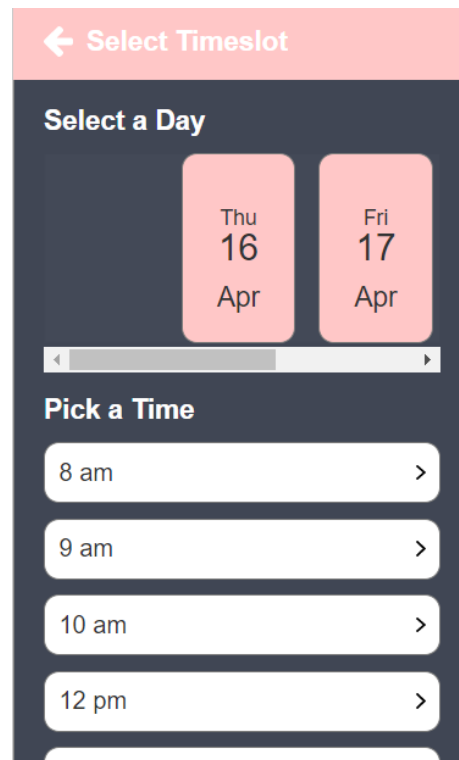 Select Timeslot
Select a Day
Thu
16
Apr
Fri
17
Apr
Pick a Time
8 am
9 am
10 am
12 pm